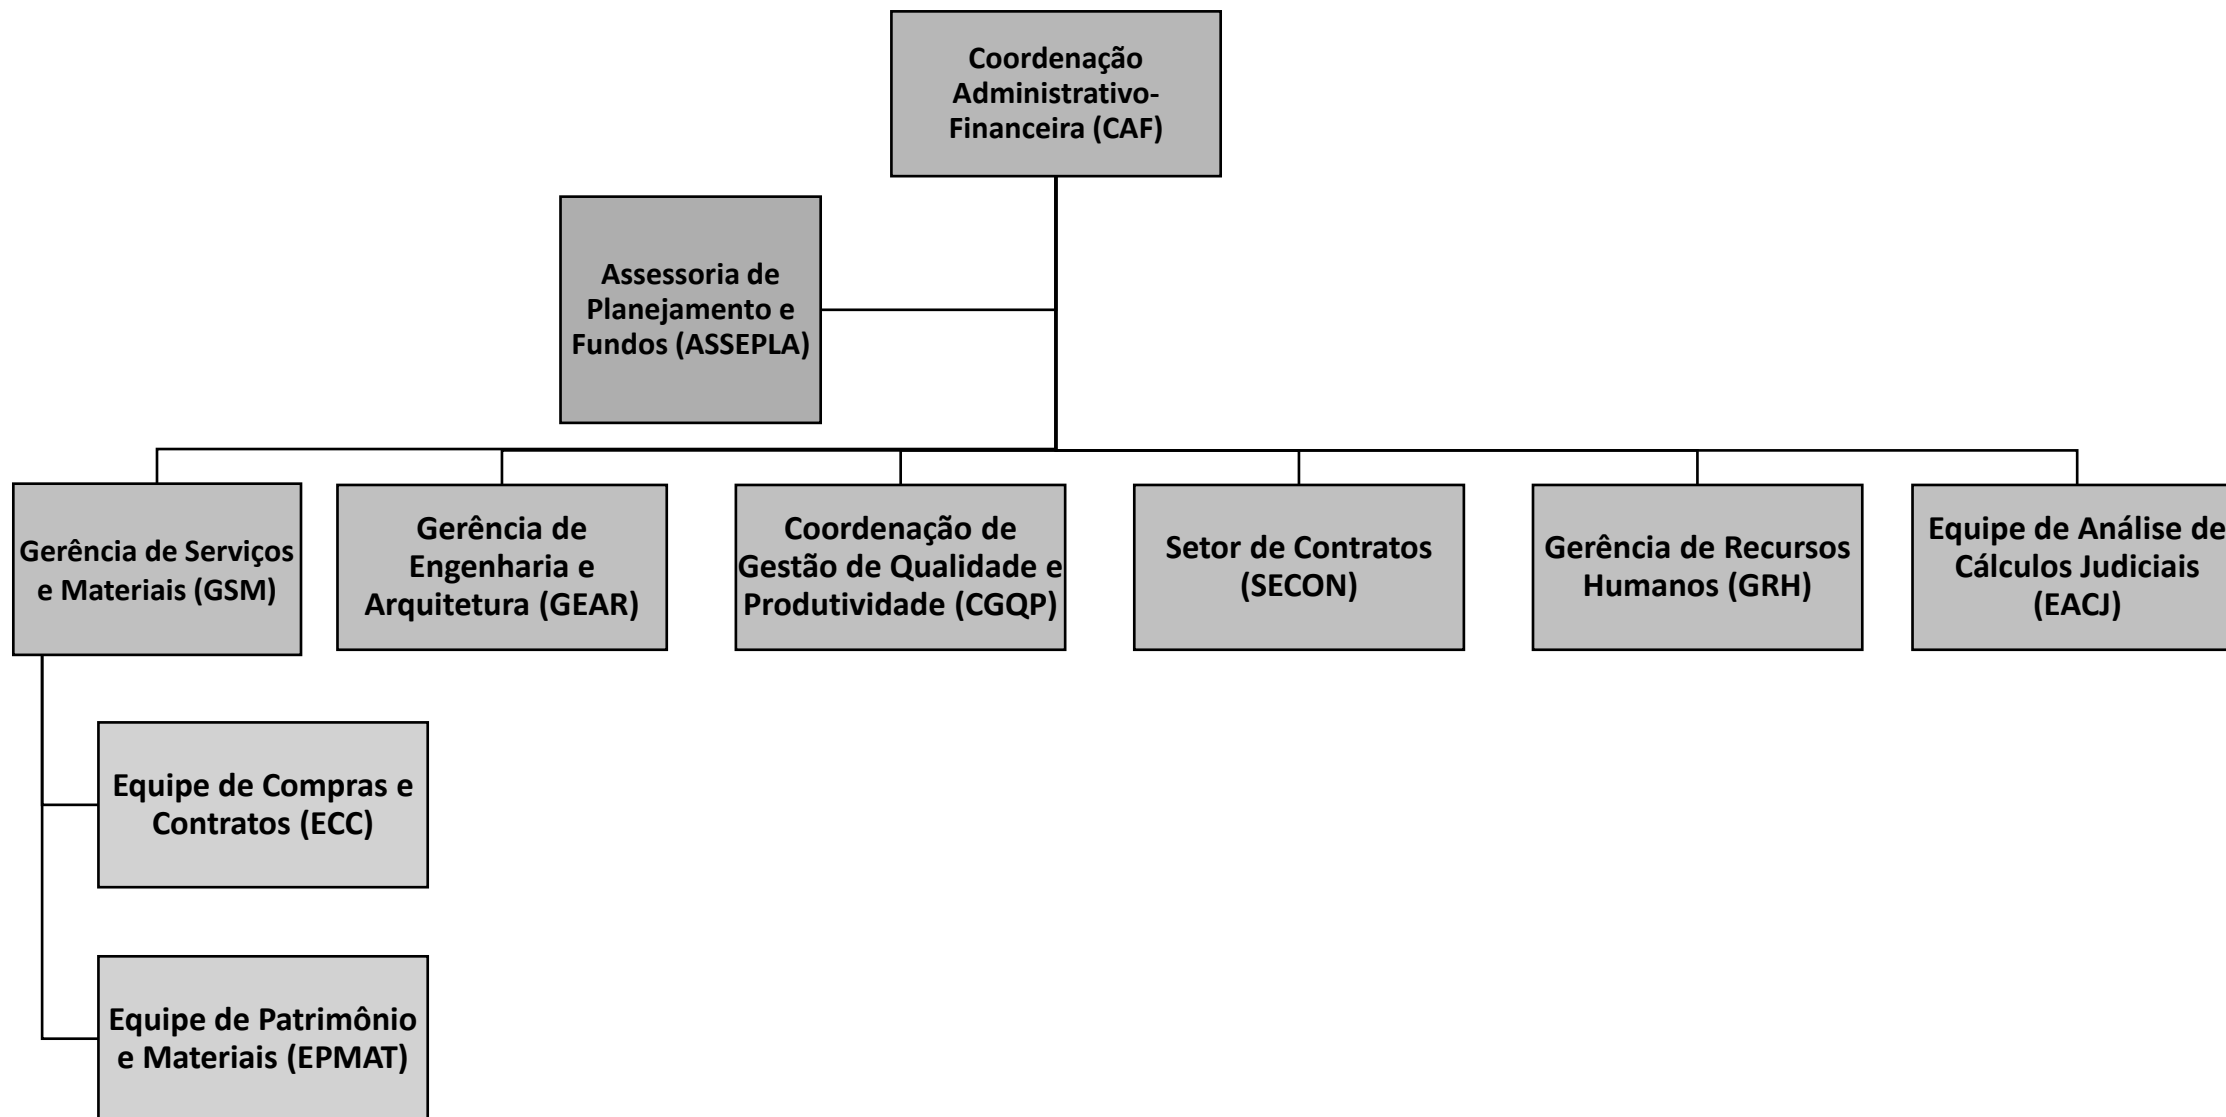 Coordenação
Administrativo-
Financeira (CAF)
Assessoria de
Planejamento e
Fundos (ASSEPLA)
Gerência de Serviços
e Materiais (GSM)
Gerência de
Engenharia e
Arquitetura (GEAR)
Coordenação de
Gestão de Qualidade e
Produtividade (CGQP)
Setor de Contratos
(SECON)
Gerência de Recursos
Humanos (GRH)
Equipe de Análise de
Cálculos Judiciais
(EACJ)
Equipe de Compras e
Contratos (ECC)
Equipe de Patrimônio
e Materiais (EPMAT)